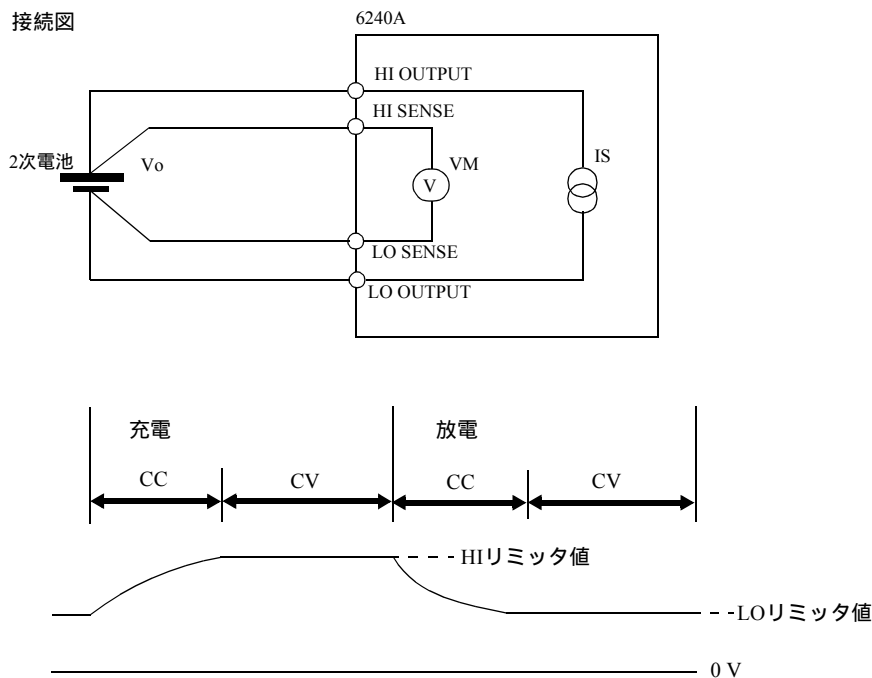 接続図
6240A
HI OUTPUT
HI SENSE
2次電池
Vo
VM
V
IS
LO SENSE
LO OUTPUT
充電
放電
CC
CV
CC
CV
HIリミッタ値
LOリミッタ値
0 V